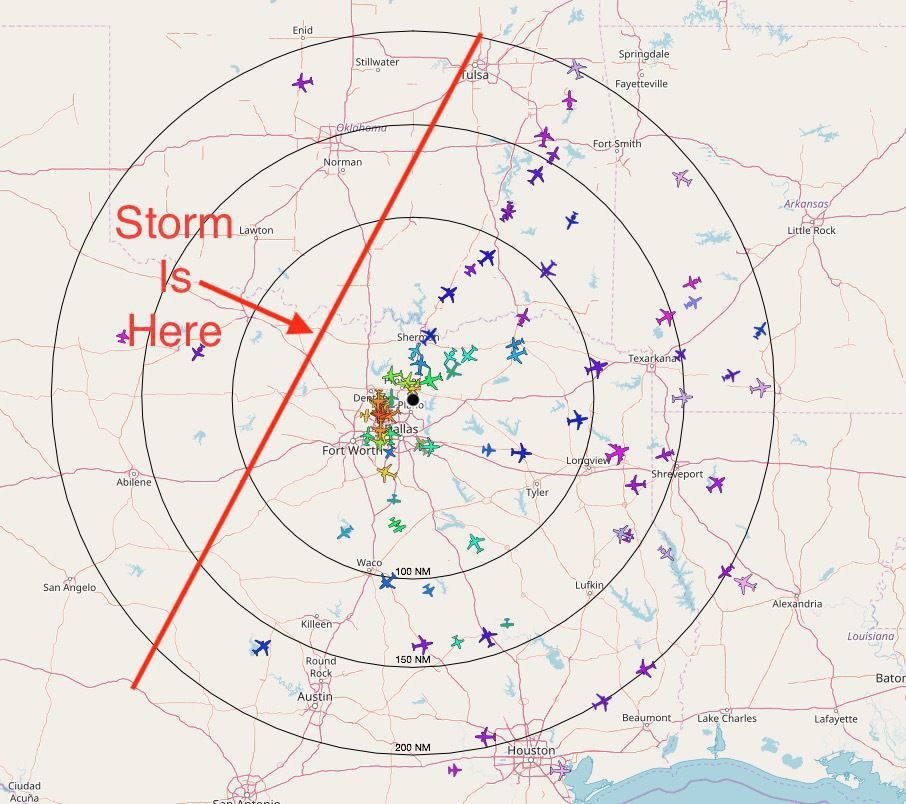 Enid
Stillwater
Tulsa
Springdale
Fayetteville
Oklahoma
Norman
Fort Smith
Storm
Is
Here
Lawton
Arkansas
Little Rock
Sherman
Texarkana
Plano
Dallas
Fort Worth
Longview
Shreveport
Abilene
Tyler
Waco
100 NM
San Angelo
Lufkin
Alexandria
Killeen
Louisiana
150 NM
Round
Rock
Austin
Baton
Beaumont
Lake Charles
Lafayette
200 NM
Houston
Ciudad
Acuña
San Antonio